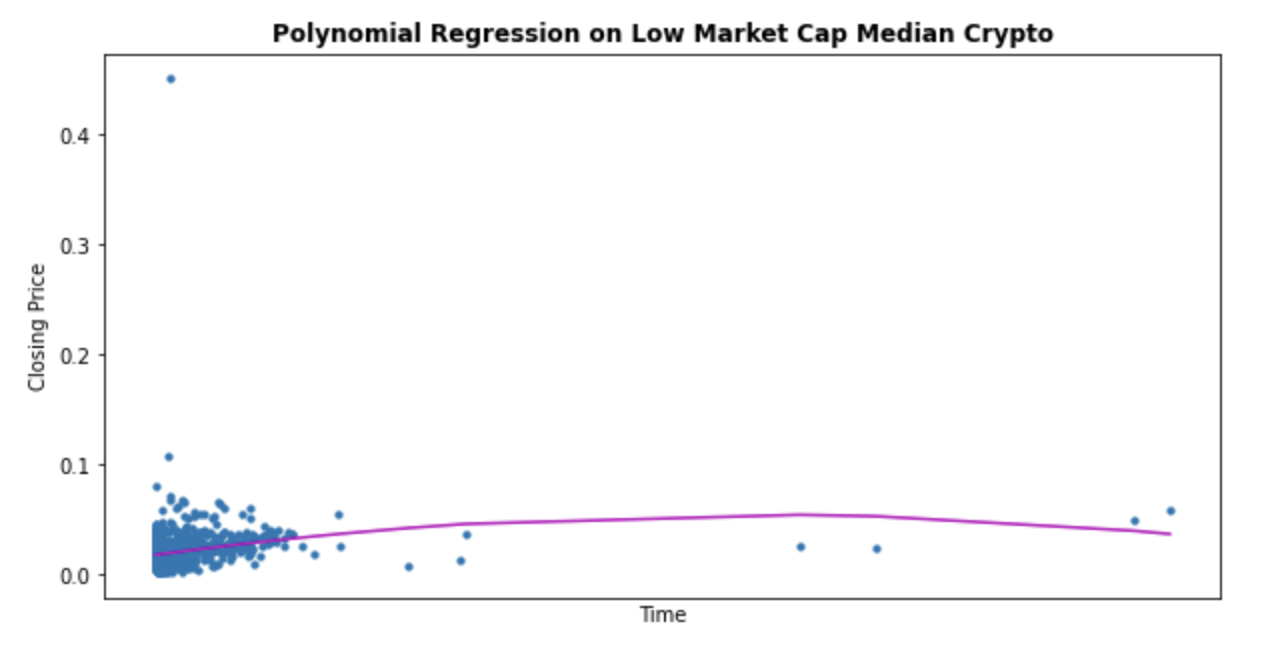 Polynomial Regression on Low Market Cap Median Crypto
0.4
0.3
0.2
0.1
0.0
Closing Price
Time